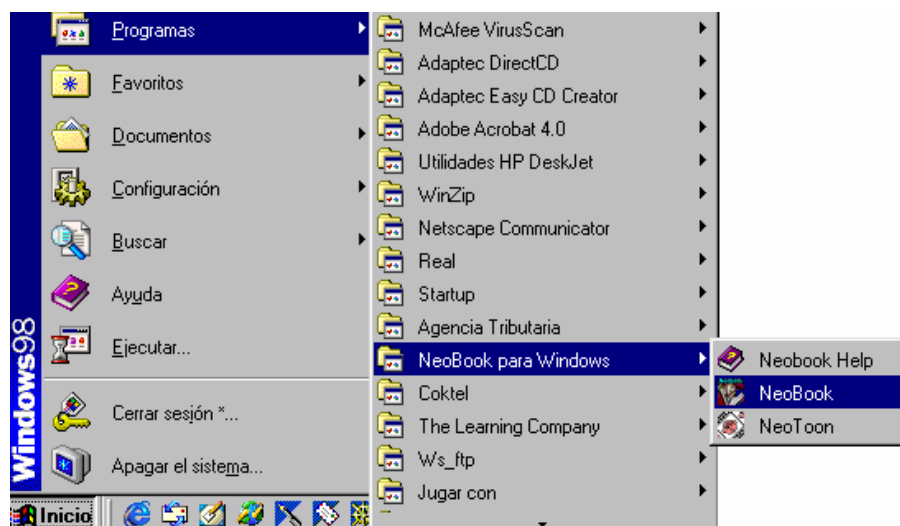 Programas
Favoritos
Documentos
Configuración
Buscar
Ayuda
Ejecutar...
Cerrar sesión *...
Apagar el sistema...
Windows98
Inicio
McAfee VirusScan
Adaptec DirectCD
Adaptec Easy CD Creator
Adobe Acrobat 4.0
Utilidades HP DeskJet
WinZip
Netscape Communicator
Real
Startup
Agencia Tributaria
NeoBook para Windows
Coktel
The Learning Company
Ws_ftp
Jugar con
Neobook Help
NeoBook
NeoToon